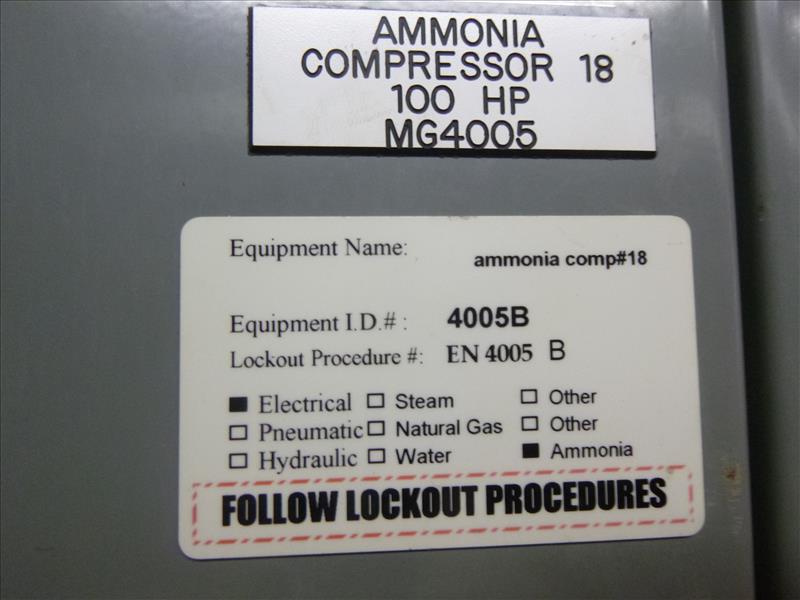 AMMONIA
COMPRESSOR 18
100 HP
MG4005
Equipment Name: ammonia comp#18
Equipment I.D.# : 4005B
Lockout Procedure #: EN 4005 B
■ Electrical □ Steam □ Other
□ Pneumatic □ Natural Gas □ Other
□ Hydraulic □ Water ■ Ammonia
FOLLOW LOCKOUT PROCEDURES